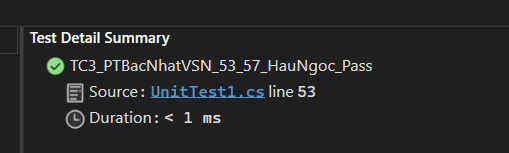 Test Detail Summary
TC3_PTBacNhatVSN_53_57_HauNgoc_Pass
Source: UnitTest1.cs line 53
Duration: < 1 ms